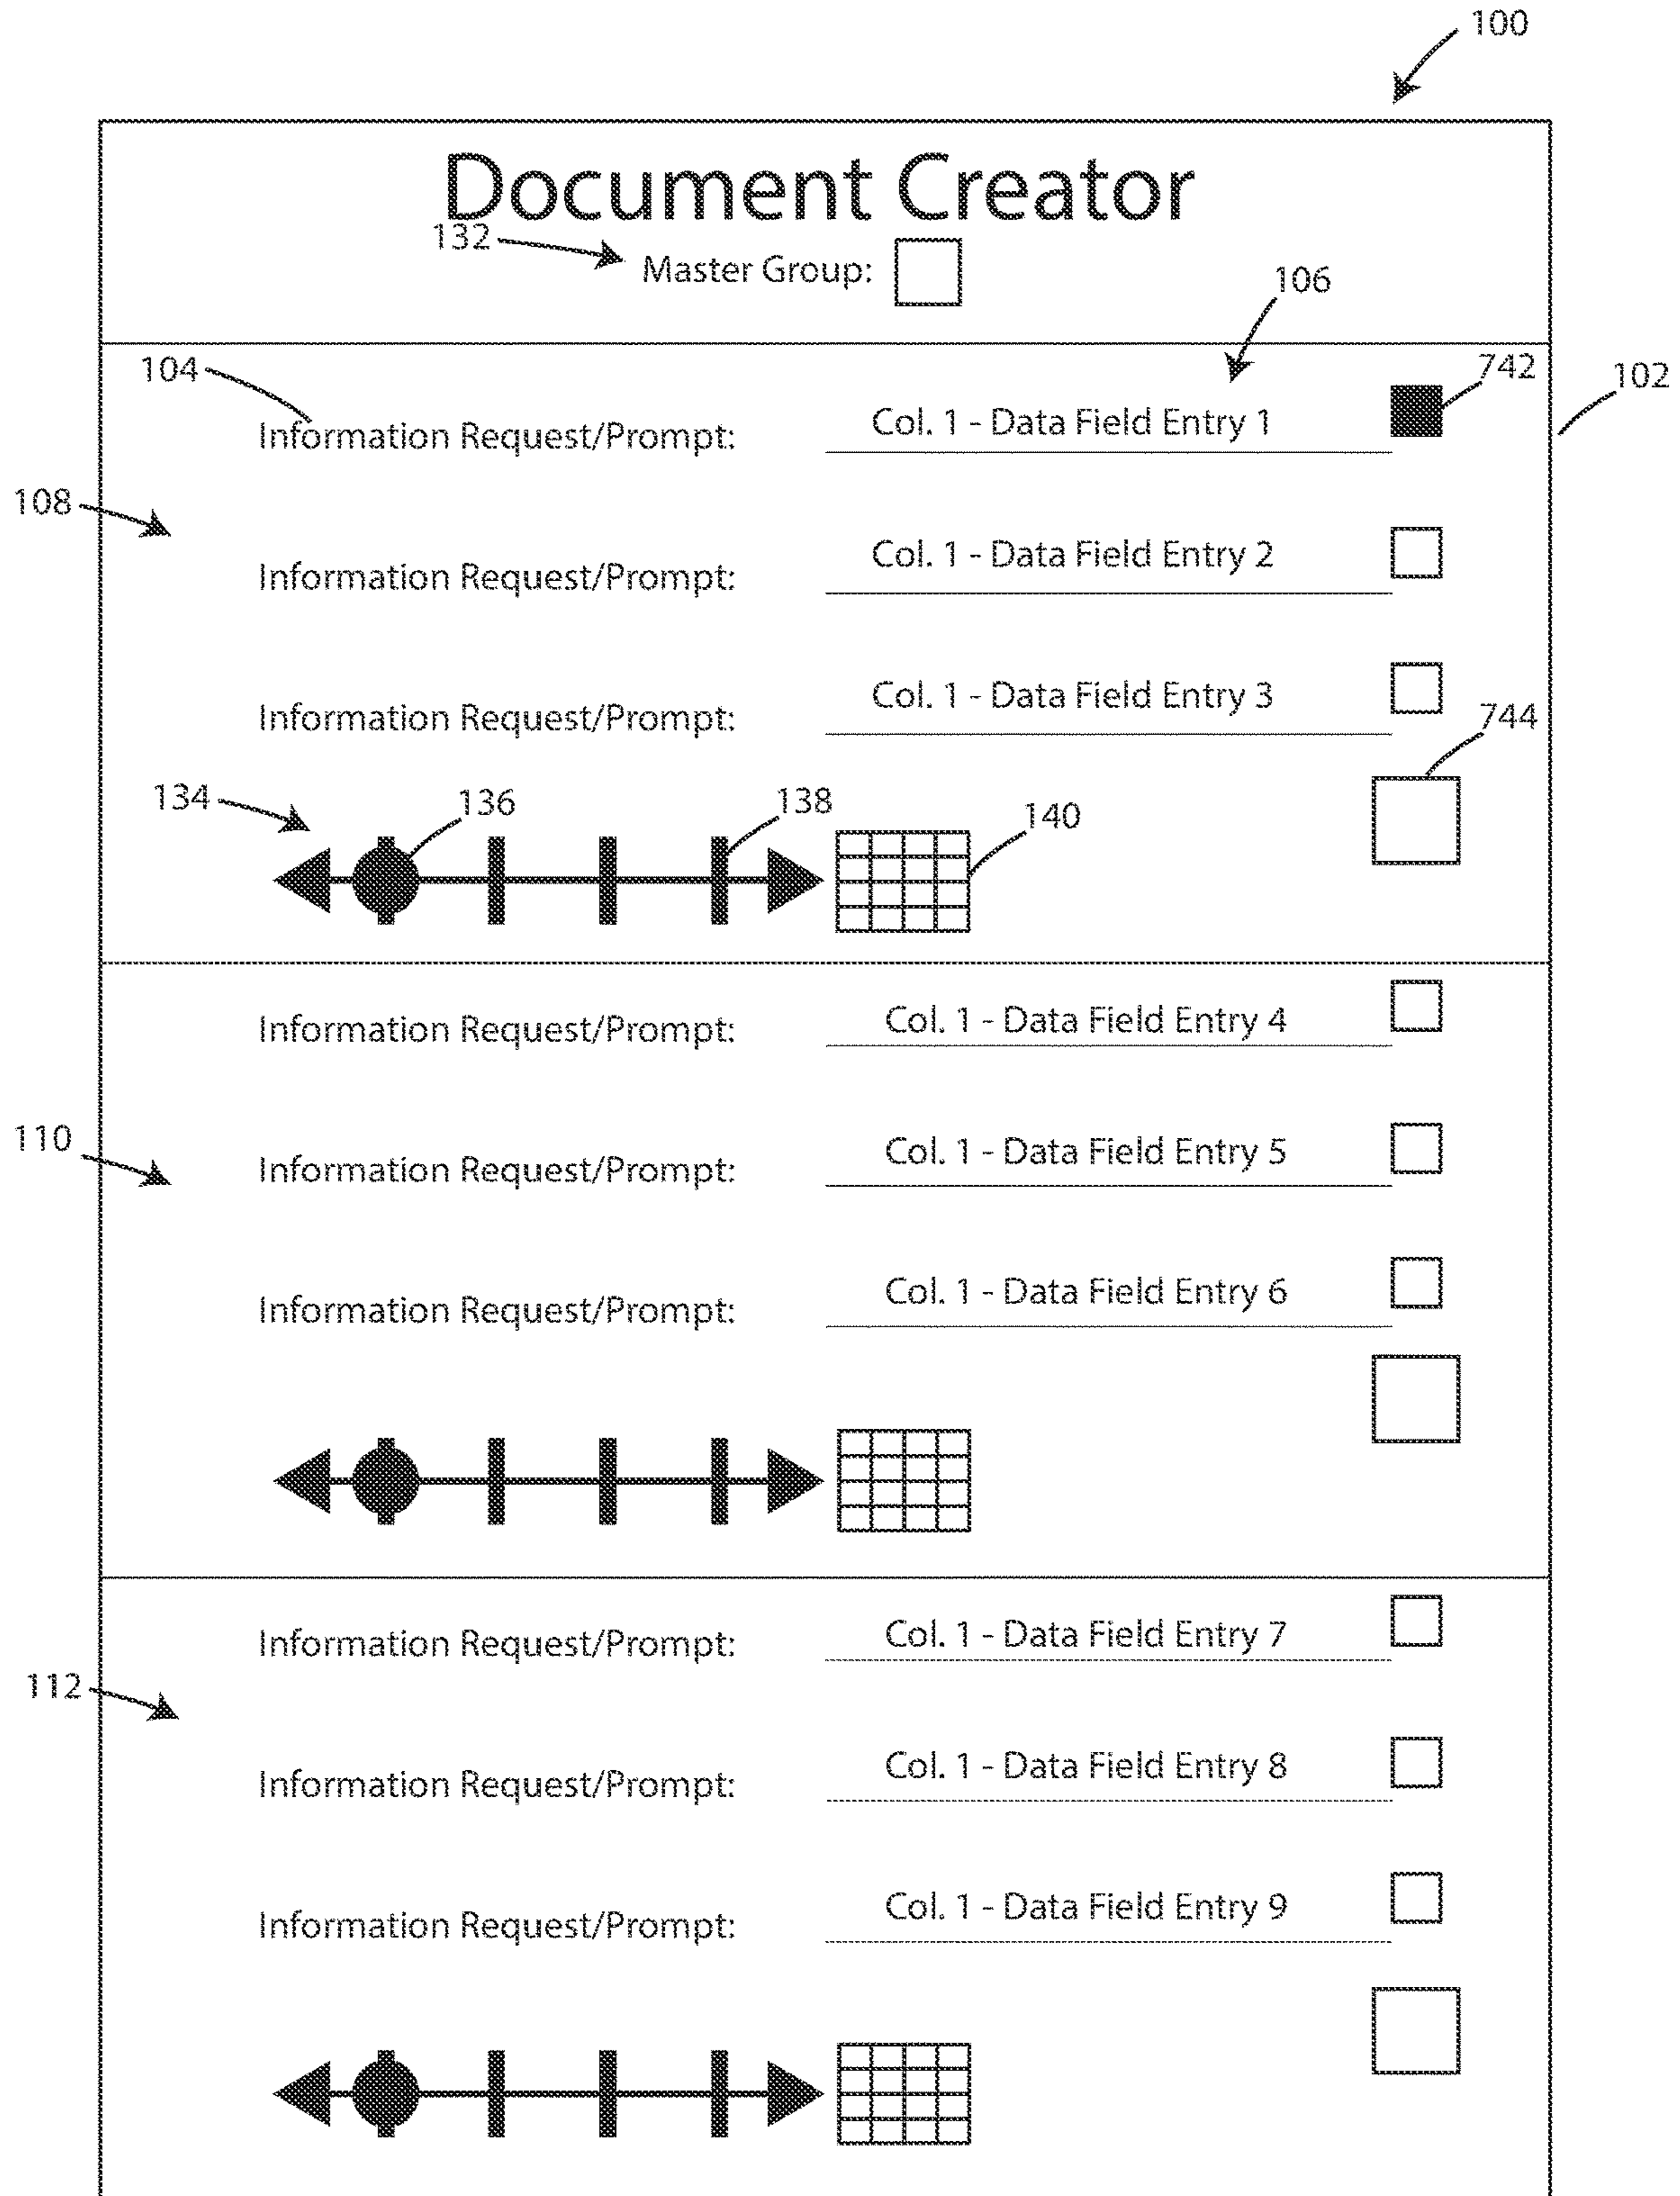 100
Document Creator
132
Master Group:
106
104
742
102
Information Request/Prompt:
Col. 1 - Data Field Entry 1
108
Information Request/Prompt:
Col. 1 - Data Field Entry 2
Information Request/Prompt:
Col. 1 - Data Field Entry 3
744
134
136
138
140
Information Request/Prompt:
Col. 1 - Data Field Entry 4
110
Information Request/Prompt:
Col. 1 - Data Field Entry 5
Information Request/Prompt:
Col. 1 - Data Field Entry 6
Information Request/Prompt:
Col. 1 - Data Field Entry 7
112
Information Request/Prompt:
Col. 1 - Data Field Entry 8
Information Request/Prompt:
Col. 1 - Data Field Entry 9